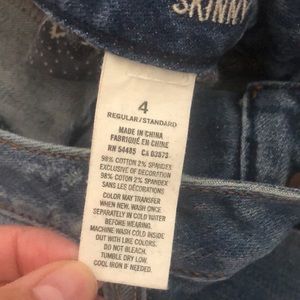 SKINNY
4
REGULAR/STANDARD
MADE IN CHINA
FABRIQUÉ EN CHINE
RN 54485 CA 03875
98% COTTON 2% SPANDEX
EXCLUSIVE OF DECORATION
98% COTON 2% SPANDEX
SANS LES DÉCORATIONS
COLOR MAY TRANSFER
WHEN NEW. WASH ONCE
SEPARATELY IN COLD WATER
BEFORE WEARING.
MACHINE WASH COLD INSIDE
OUT WITH LIKE COLORS.
DO NOT BLEACH.
TUMBLE DRY LOW.
COOL IRON IF NEEDED.